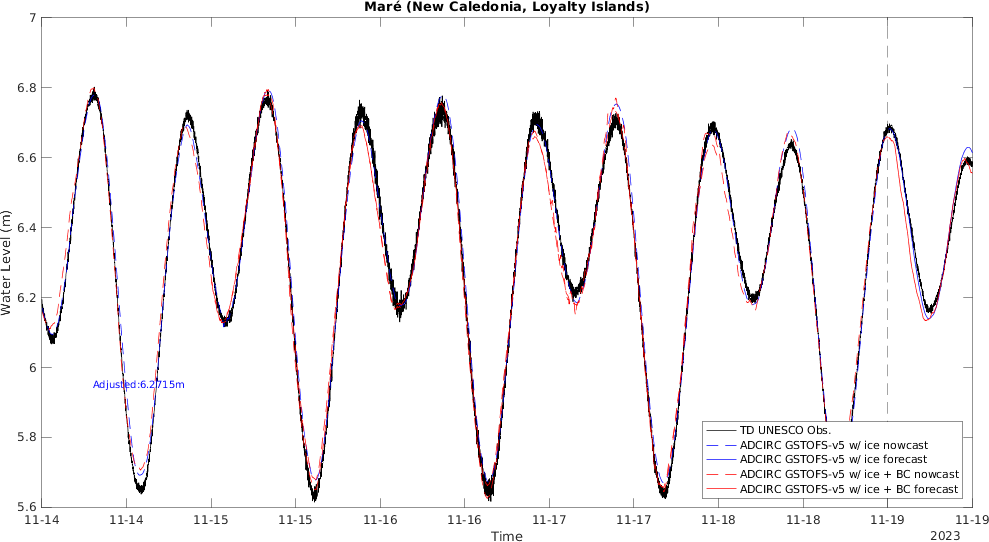 Maré (New Caledonia, Loyalty Islands)
7
6.8
6.6
6.4
6.2
6
5.8
5.6
Water Level (m)
Adjusted:6.2715m
TD UNESCO Obs.
ADCIRC GSTOFS-v5 w/ ice nowcast
ADCIRC GSTOFS-v5 w/ ice forecast
ADCIRC GSTOFS-v5 w/ ice + BC nowcast
ADCIRC GSTOFS-v5 w/ ice + BC forecast
11-14 11-14 11-15 11-15 11-16 11-16 11-17 11-17 11-18 11-18 11-19 11-19
Time
2023